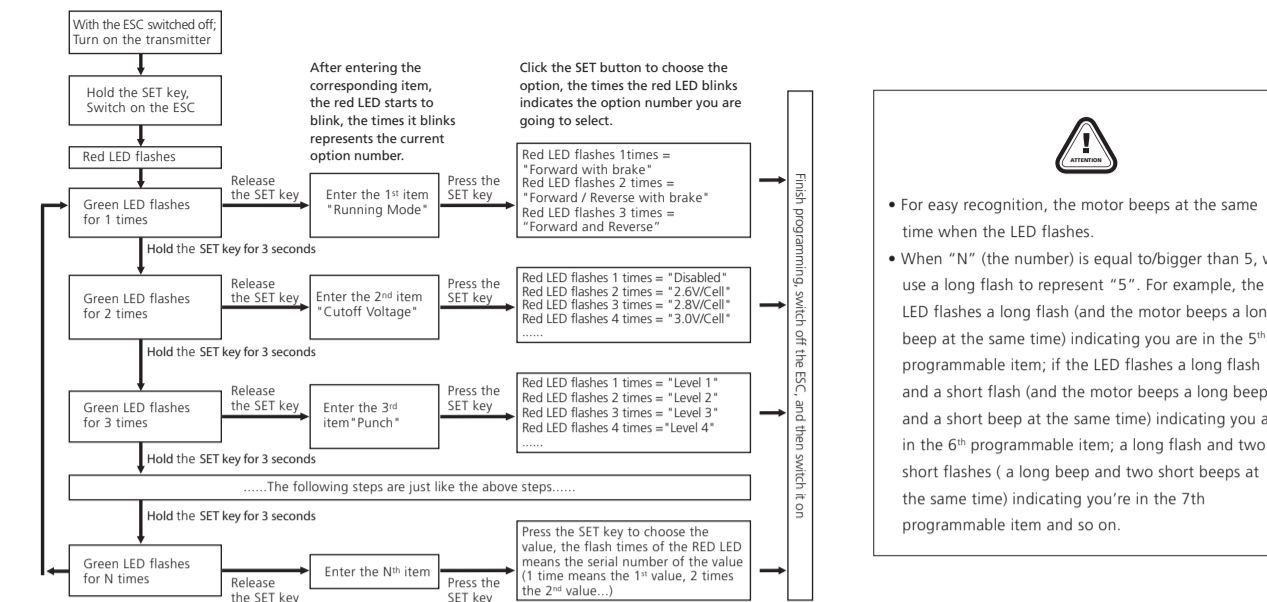 With the ESC switched off;
Turn on the transmitter
Hold the SET key,
Switch on the ESC
Red LED flashes
After entering the
corresponding item,
the red LED starts to
blink, the times it blinks
represents the current
option number.
Click the SET button to choose the
option, the times the red LED blinks
indicates the option number you are
going to select.
Green LED flashes
for 1 times
Release
the SET key
Enter the 1st item
"Running Mode"
Press the
SET key
Red LED flashes 1times =
"Forward with brake"
Red LED flashes 2 times =
"Forward / Reverse with brake"
Red LED flashes 3 times =
"Forward and Reverse"
Hold the SET key for 3 seconds
Green LED flashes
for 2 times
Release
the SET key
Enter the 2nd item
"Cutoff Voltage"
Press the
SET key
Red LED flashes 1 times = "Disabled"
Red LED flashes 2 times = "2.6V/Cell"
Red LED flashes 3 times = "2.8V/Cell"
Red LED flashes 4 times = "3.0V/Cell"
......
Hold the SET key for 3 seconds
Green LED flashes
for 3 times
Release
the SET key
Enter the 3rd
item"Punch"
Press the
SET key
Red LED flashes 1 times = "Level 1"
Red LED flashes 2 times = "Level 2"
Red LED flashes 3 times = "Level 3"
Red LED flashes 4 times ="Level 4"
......
Hold the SET key for 3 seconds
......The following steps are just like the above steps......
Hold the SET key for 3 seconds
Green LED flashes
for N times
Release
the SET key
Enter the Nth item
Press the
SET key
Press the SET key to choose the
value, the flash times of the RED LED
means the serial number of the value
(1 time means the 1st value, 2 times
the 2nd value...)
Finish programming, switch off the ESC, and then switch it on
ATTENTION
• For easy recognition, the motor beeps at the same
time when the LED flashes.
• When “N” (the number) is equal to/bigger than 5,
use a long flash to represent “5”. For example, the
LED flashes a long flash (and the motor beeps a
beep at the same time) indicating you are in the 5th
programmable item; if the LED flashes a long flash
and a short flash (and the motor beeps a long beep
and a short beep at the same time) indicating you
in the 6th programmable item; a long flash and two
short flashes ( a long beep and two short beeps at
the same time) indicating you’re in the 7th
programmable item and so on.